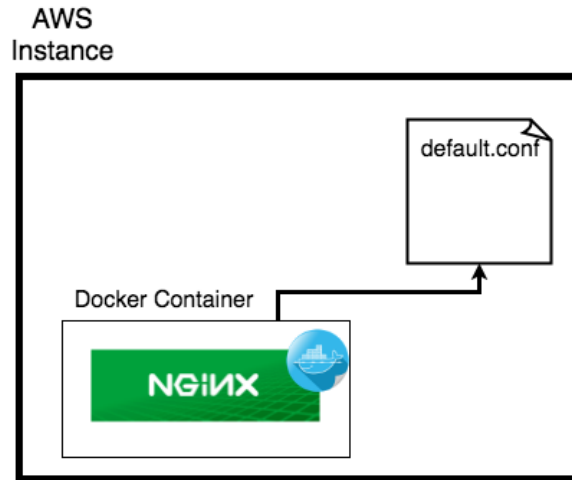 AWS
Instance
default.conf
Docker Container
NGINX